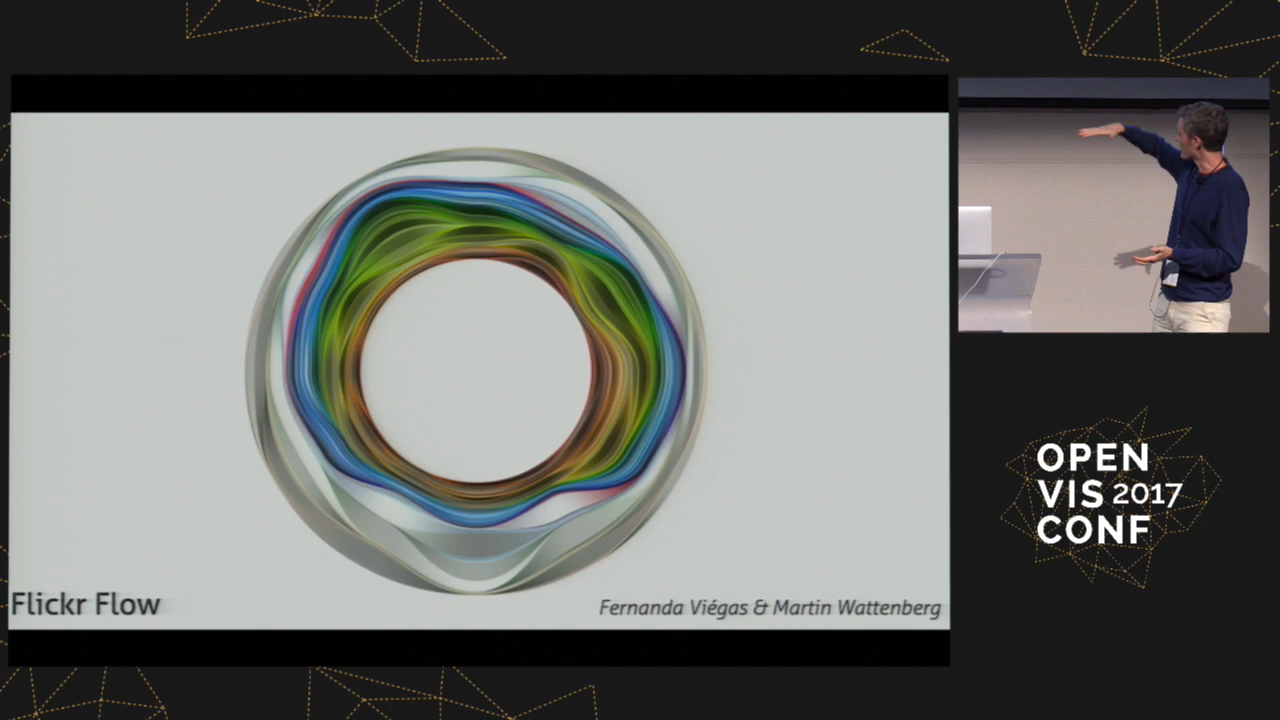 Flickr Flow
Fernanda Viégas & Martin Wattenberg
OPEN
VIS 2017
CONF